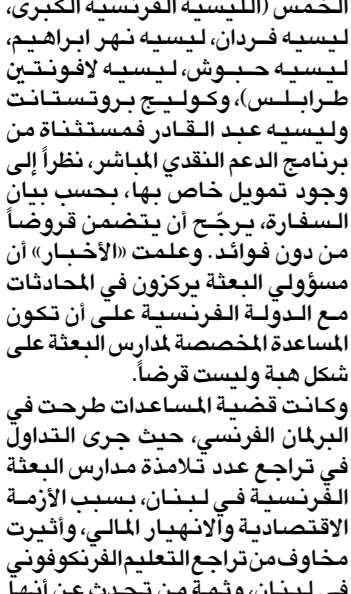 الخمس (الليسيه الفرنسية الكبرى،
ليسيه فردان، ليسيه نهر ابراهيم،
ليسيه حبوش، ليسيه لافونتين
طرابلس)، وكوليج بروتستانت
وليسيه عبد القادر فمستثناة من
برنامج الدعم النقدي المباشر، نظراً إلى
وجود تمويل خاص بها، بحسب بيان
السفارة، يرجّح أن يتضمن قروضاً
من دون فوائد. وعلمت «الأخبار» أن
مسؤولي البعثة يركزون في المحادثات
مع الدولة الفرنسية على أن تكون
المساعدة المخصصة لمدارس البعثة على
شكل هبة وليست قرضاً.
وكانت قضية المساعدات طرحت في
البرلمان الفرنسي، حيث جرى التداول
في تراجع عدد تلامذة مدارس البعثة
الفرنسية في لبنان، بسبب الأزمة
الاقتصادية والانهيار المالي، وأثيرت
مخاوف من تراجع التعليم الفرنكوفوني
في لبنان، وثمة من تحدث عن أنها